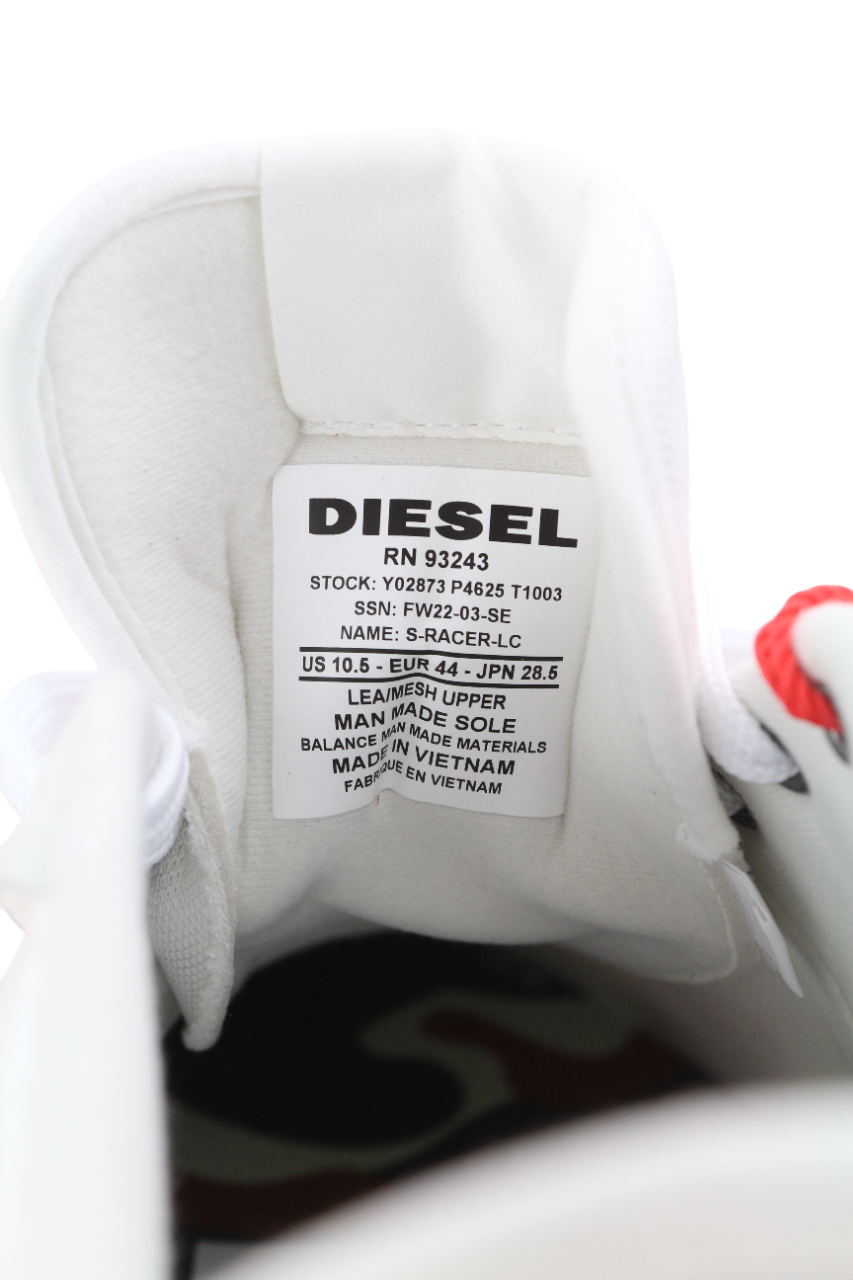 DIESEL
RN 93243
STOCK: Y02873 P4625 T1003
SSN: FW22-03-SE
NAME: S-RACER-LC
US 10.5 - EUR 44 - JPN 28.5
LEA/MESH UPPER
MAN MADE SOLE
BALANCE MAN MADE MATERIALS
MADE IN VIETNAM
FABRIQUE EN VIETNAM